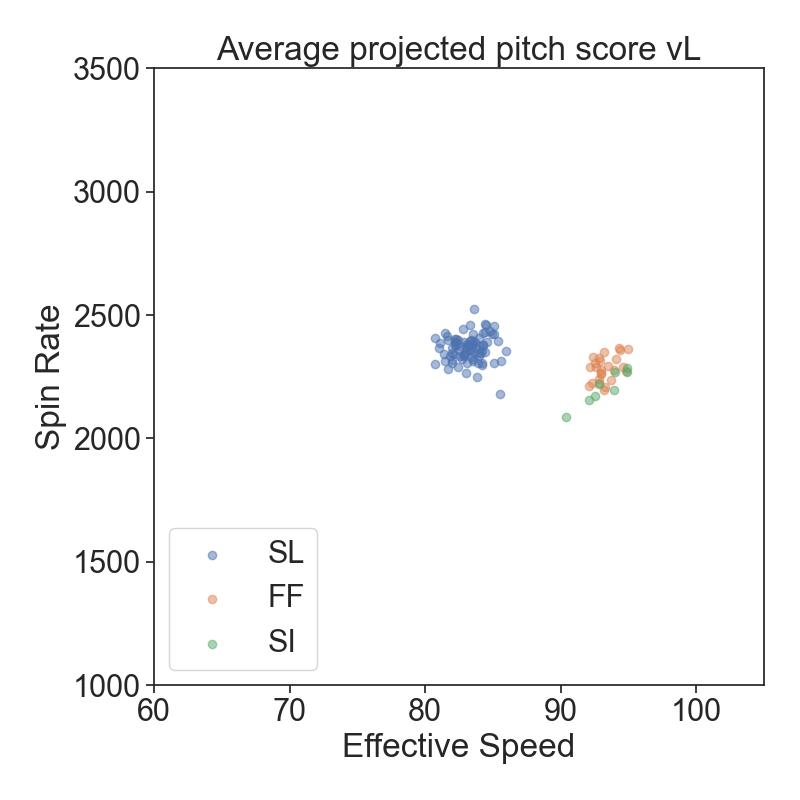 Average projected pitch score vL
3500
3000
2500
2000
1500
1000
Spin Rate
SL
FF
SI
60 70 80 90 100
Effective Speed